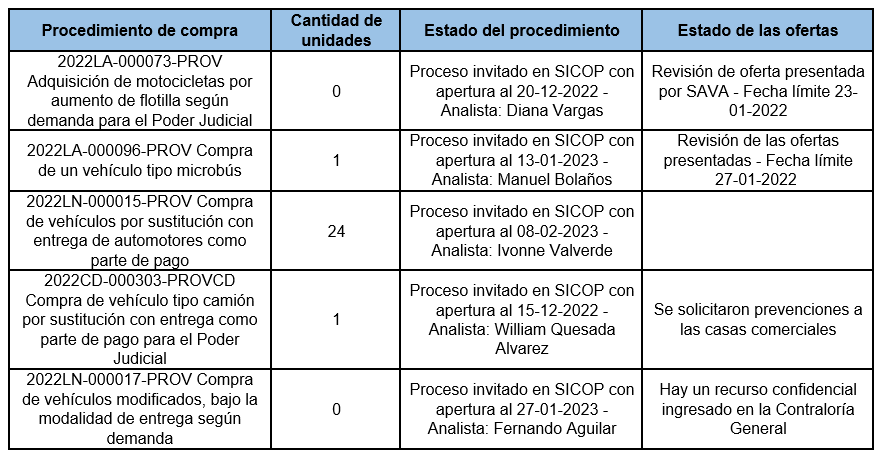 Procedimiento de compra
Cantidad de
unidades
Estado del procedimiento
Estado de las ofertas
2022LA-000073-PROV
Adquisición de motocicletas por
aumento de flotilla según
demanda para el Poder Judicial
0
Proceso invitado en SICOP con
apertura al 20-12-2022 -
Analista: Diana Vargas
Revisión de oferta presentada
por SAVA - Fecha límite 23-
01-2022
2022LA-000096-PROV Compra
de un vehículo tipo microbús
1
Proceso invitado en SICOP con
apertura al 13-01-2023 -
Analista: Manuel Bolaños
Revisión de las ofertas
presentadas - Fecha límite
27-01-2022
2022LN-000015-PROV Compra
de vehículos por sustitución con
entrega de automotores como
parte de pago
24
Proceso invitado en SICOP con
apertura al 08-02-2023 -
Analista: Ivonne Valverde
2022CD-000303-PROVCD
Compra de vehículo tipo camión
por sustitución con entrega como
parte de pago para el Poder
Judicial
1
Proceso invitado en SICOP con
apertura al 15-12-2022 -
Analista: William Quesada
Alvarez
Se solicitaron prevenciones a
las casas comerciales
2022LN-000017-PROV Compra
de vehículos modificados, bajo la
modalidad de entrega según
demanda
0
Proceso invitado en SICOP con
apertura al 27-01-2023 -
Analista: Fernando Aguilar
Hay un recurso confidencial
ingresado en la Contraloría
General